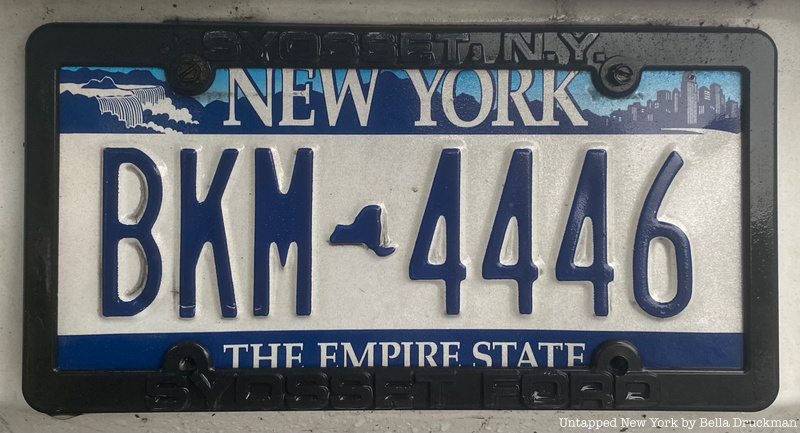 SYOSSET, N.Y.
NEW YORK
BKM 4446
THE EMPIRE STATE
SYOSSET FORD
Untapped New York by Bella Druckman